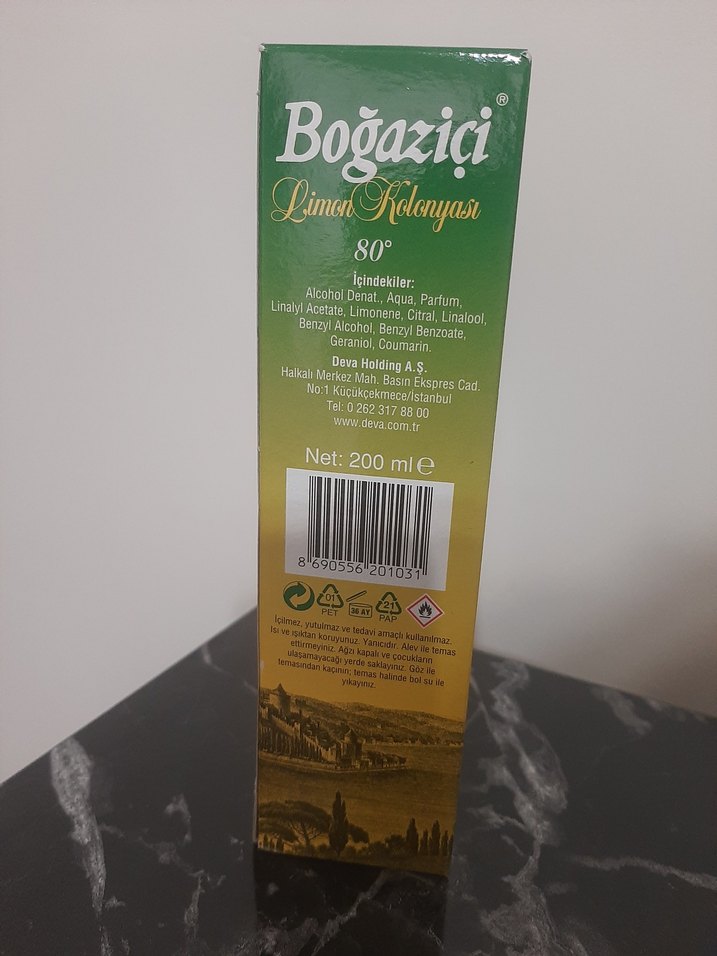 Boğaziçi®
Limon Kolonyası
80°
İçindekiler:
Alcohol Denat., Aqua, Parfum,
Linalyl Acetate, Limonene, Citral, Linalool,
Benzyl Alcohol, Benzyl Benzoate,
Geraniol, Coumarin.
Deva Holding A.Ş.
Halkalı Merkez Mah. Basın Ekspres Cad.
No:1 Küçükçekmece/İstanbul
Tel: 0 262 317 88 00
www.deva.com.tr
Net: 200 ml ℮
8 690556 201031
01
PET
36 AY
21
PAP
İçilmez, yutulmaz ve tedavi amaçlı kullanılmaz.
Isı ve ışıktan koruyunuz. Yanıcıdır. Alev ile temas
ettirmeyiniz. Ağzı kapalı ve çocukların
ulaşamayacağı yerde saklayınız. Göz ile
temasından kaçının; temas halinde bol su ile
yıkayınız.